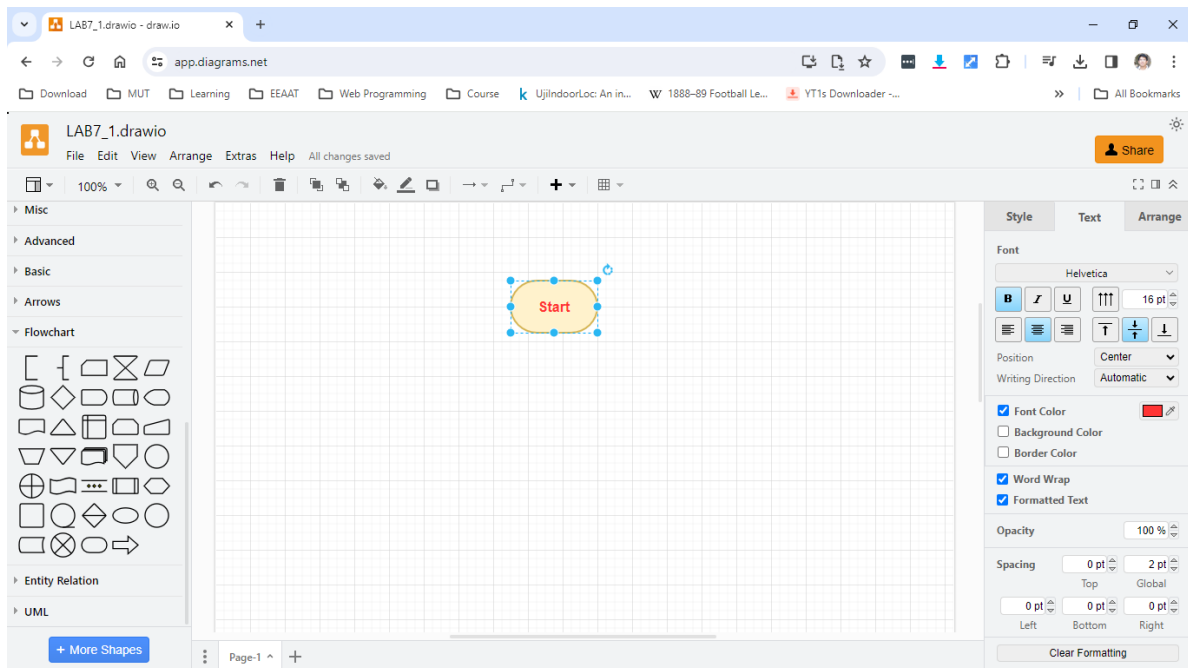 LAB7_1.drawio - draw.io
app.diagrams.net
Download MUT Learning EEAAT Web Programming Course UjiIndoorLoc: An in... 1888–89 Football Le... YT1s Downloader -... All Bookmarks
LAB7_1.drawio
File Edit View Arrange Extras Help All changes saved
Share
100%
Misc
Advanced
Basic
Arrows
Flowchart
Entity Relation
UML
+ More Shapes
Start
Page-1
Style Text Arrange
Font
Helvetica
B I U 16 pt
Position Center
Writing Direction Automatic
Font Color
Background Color
Border Color
Word Wrap
Formatted Text
Opacity 100 %
Spacing 0 pt 2 pt
Top Global
0 pt 0 pt 0 pt
Left Bottom Right
Clear Formatting